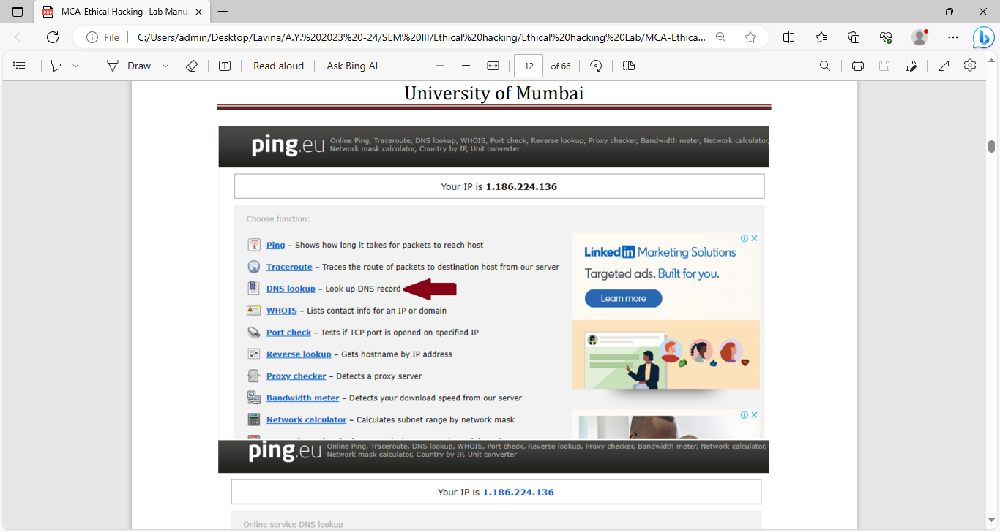 MCA-Ethical Hacking -Lab Manu
File
C:/Users/admin/Desktop/Lavina/A.Y.%202023%20-24/SEM%20III/Ethical%20hacking/Ethical%20hacking%20Lab/MCA-Ethica...
Draw
Read aloud
Ask Bing AI
12
of 66
University of Mumbai
ping.eu
Online Ping, Traceroute, DNS lookup, WHOIS, Port check, Reverse lookup, Proxy checker, Bandwidth meter, Network calculator,
Network mask calculator, Country by IP, Unit converter
Your IP is 1.186.224.136
Choose function:
Ping – Shows how long it takes for packets to reach host
Traceroute – Traces the route of packets to destination host from our server
DNS lookup – Look up DNS record
WHOIS – Lists contact info for an IP or domain
Port check – Tests if TCP port is opened on specified IP
Reverse lookup – Gets hostname by IP address
Proxy checker – Detects a proxy server
Bandwidth meter – Detects your download speed from our server
Network calculator – Calculates subnet range by network mask
Linked in Marketing Solutions
Targeted ads. Built for you.
Learn more
ping.eu
Online Ping, Traceroute, DNS lookup, WHOIS, Port check, Reverse lookup, Proxy checker, Bandwidth meter, Network calculator,
Network mask calculator, Country by IP, Unit converter
Your IP is 1.186.224.136
Online service DNS lookup